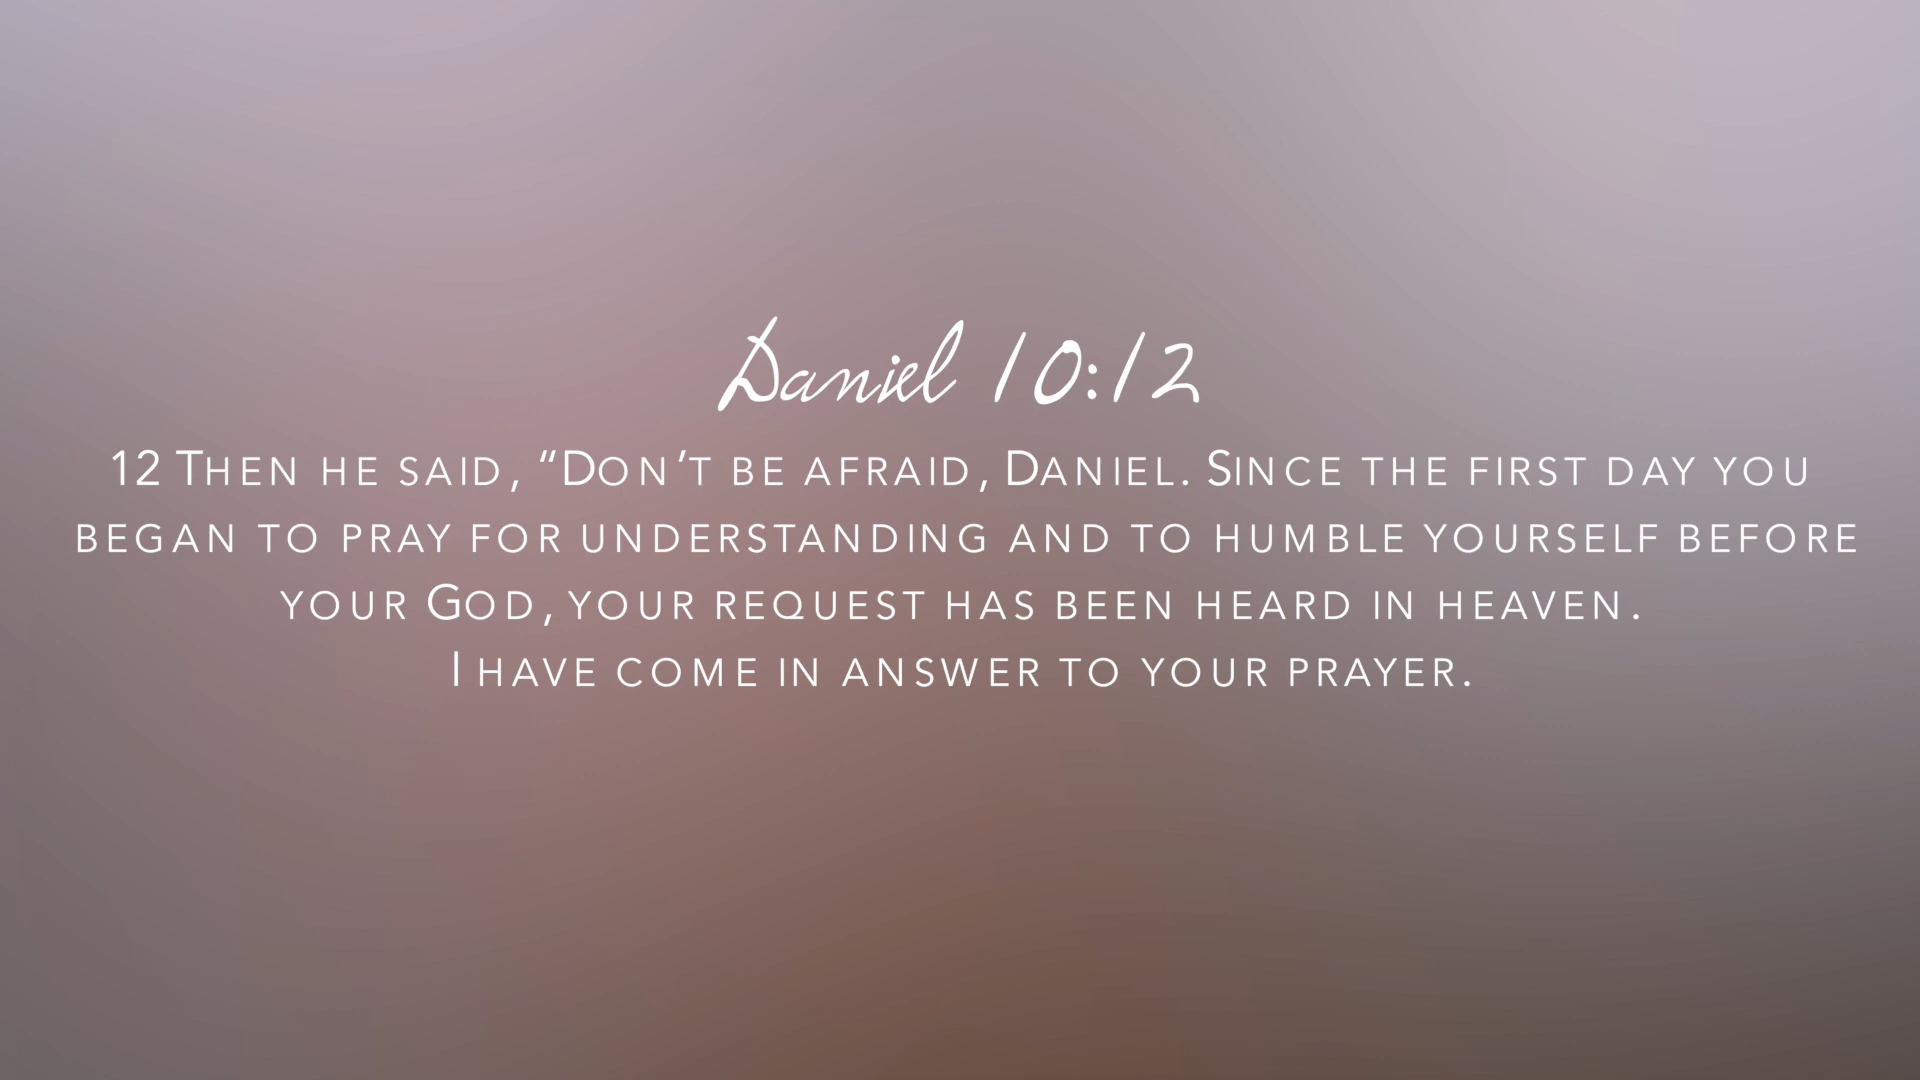 Daniel 10:12
12 Then he said, “Don’t be afraid, Daniel. Since the first day you
began to pray for understanding and to humble yourself before
your God, your request has been heard in heaven.
I have come in answer to your prayer.